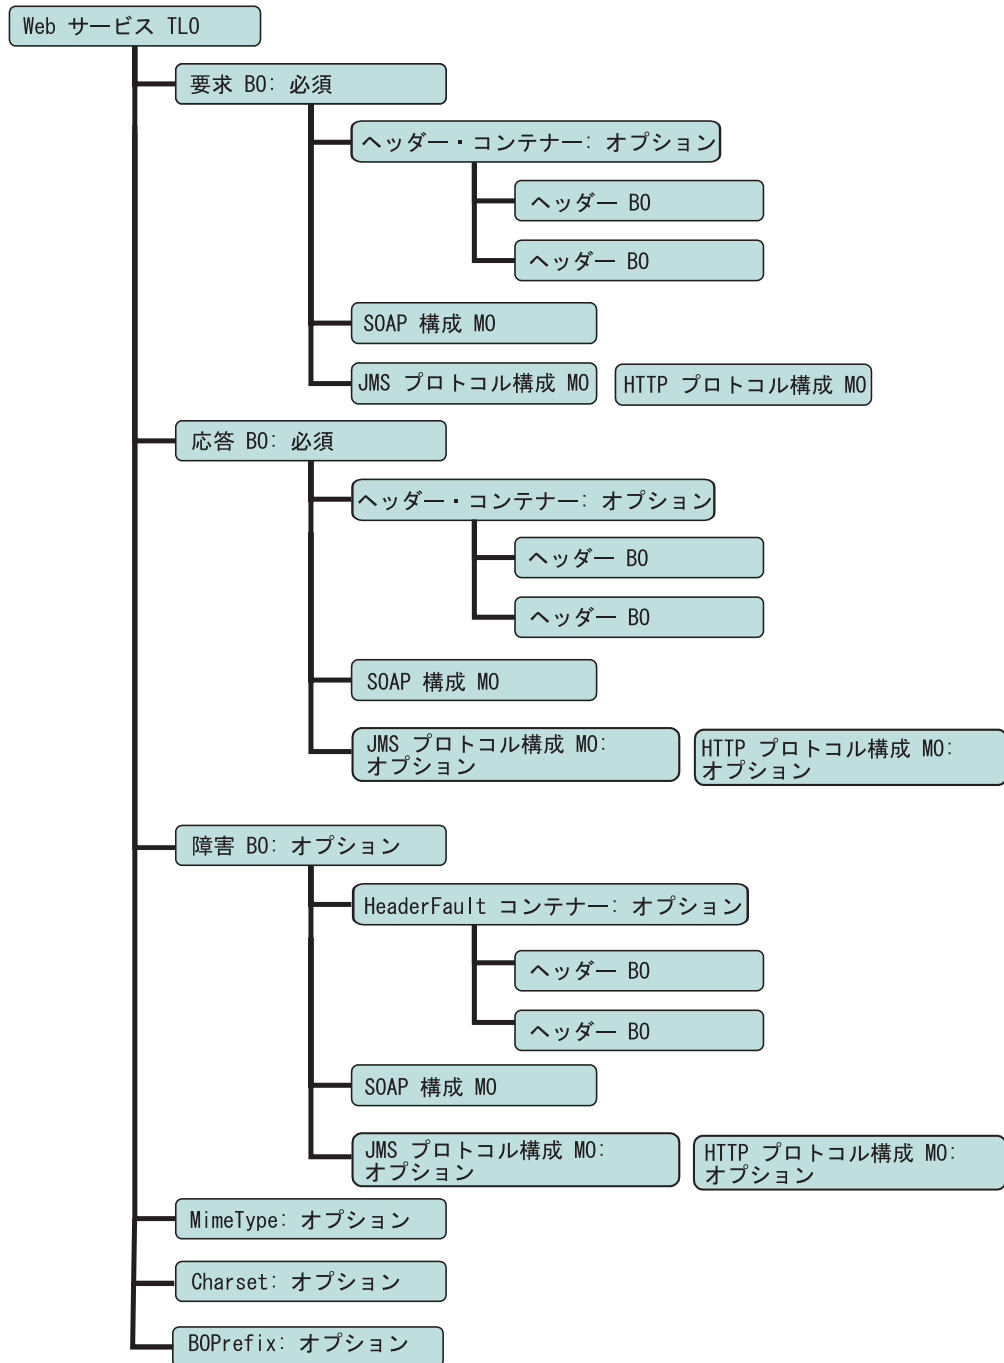 Web サービス TLO
要求 BO: 必須
ヘッダー・コンテナー: オプション
ヘッダー BO
ヘッダー BO
SOAP 構成 MO
JMS プロトコル構成 MO
HTTP プロトコル構成 MO
応答 BO: 必須
ヘッダー・コンテナー: オプション
ヘッダー BO
ヘッダー BO
SOAP 構成 MO
JMS プロトコル構成 MO:
オプション
HTTP プロトコル構成 MO:
オプション
障害 BO: オプション
HeaderFault コンテナー: オプション
ヘッダー BO
ヘッダー BO
SOAP 構成 MO
JMS プロトコル構成 MO:
オプション
HTTP プロトコル構成 MO:
オプション
MimeType: オプション
Charset: オプション
BOPrefix: オプション